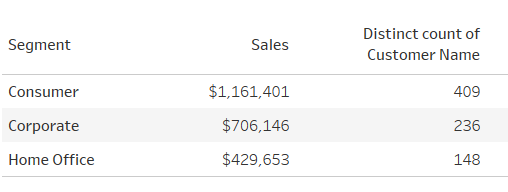 Segment Sales Distinct count of
Customer Name
Consumer $1,161,401 409
Corporate $706,146 236
Home Office $429,653 148